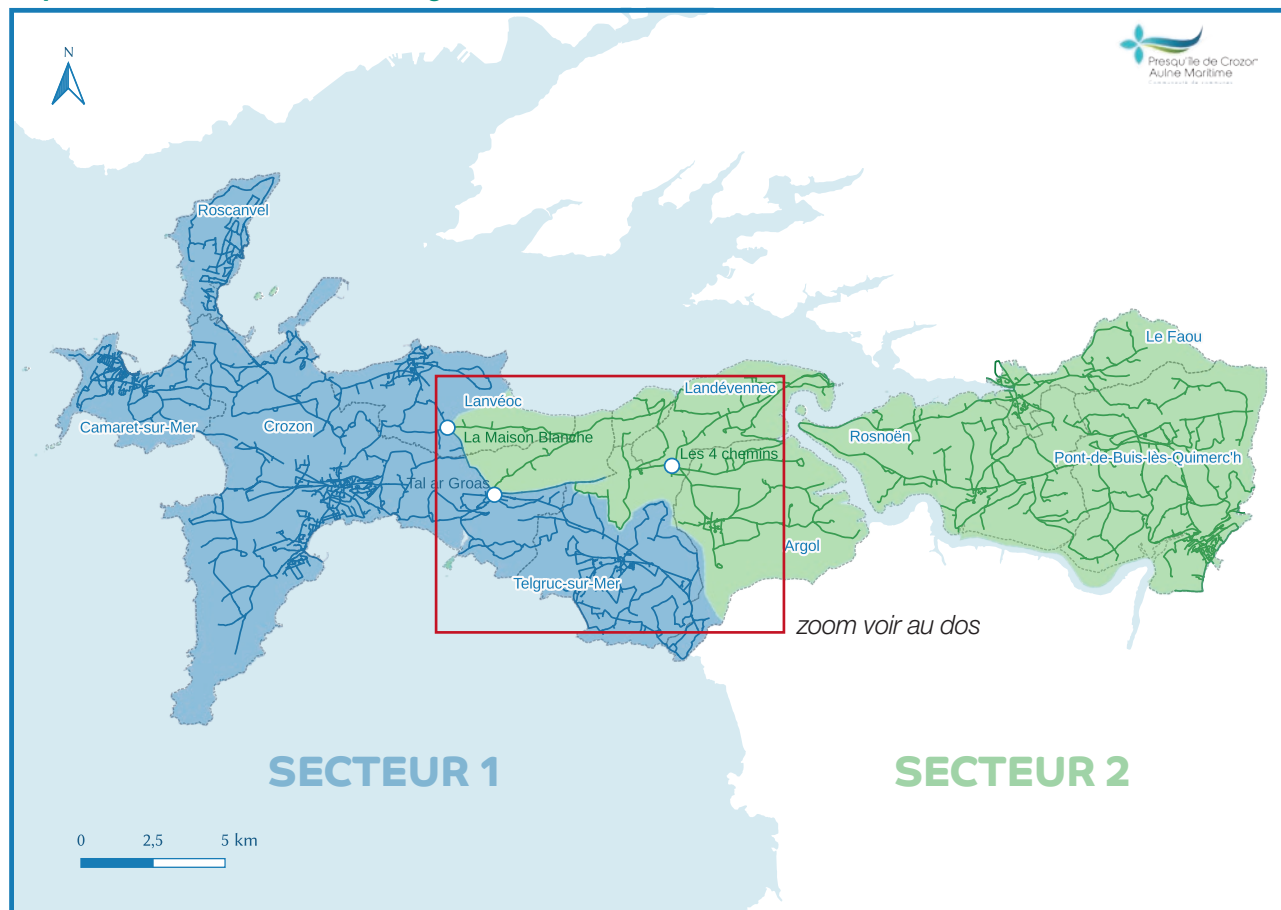 N
Presqu'île de Crozon
Aulne Maritime
Roscanvel
Le Faou
Landévennec
Lanvéoc
Camaret-sur-Mer
Crozon
La Maison Blanche
Rosnoën
Les 4 chemins
Pont-de-Buis-lès-Quimerc'h
Tal ar Groas
Argol
Telgruc-sur-Mer
zoom voir au dos
SECTEUR 1
SECTEUR 2
0 2,5 5 km